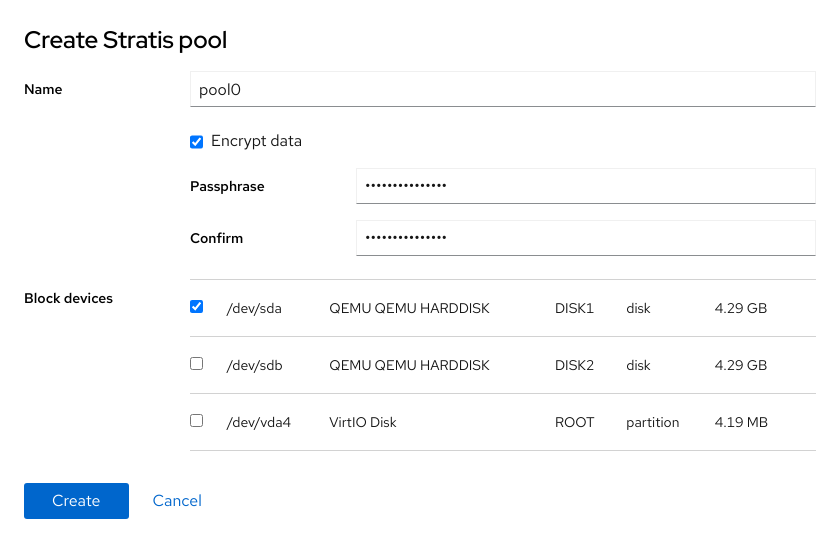 Create Stratis pool
Name pool0
Encrypt data
Passphrase •••••••••••••••
Confirm •••••••••••••••
Block devices /dev/sda QEMU QEMU HARDDISK DISK1 disk 4.29 GB
/dev/sdb QEMU QEMU HARDDISK DISK2 disk 4.29 GB
/dev/vda4 VirtIO Disk ROOT partition 4.19 MB
Create Cancel